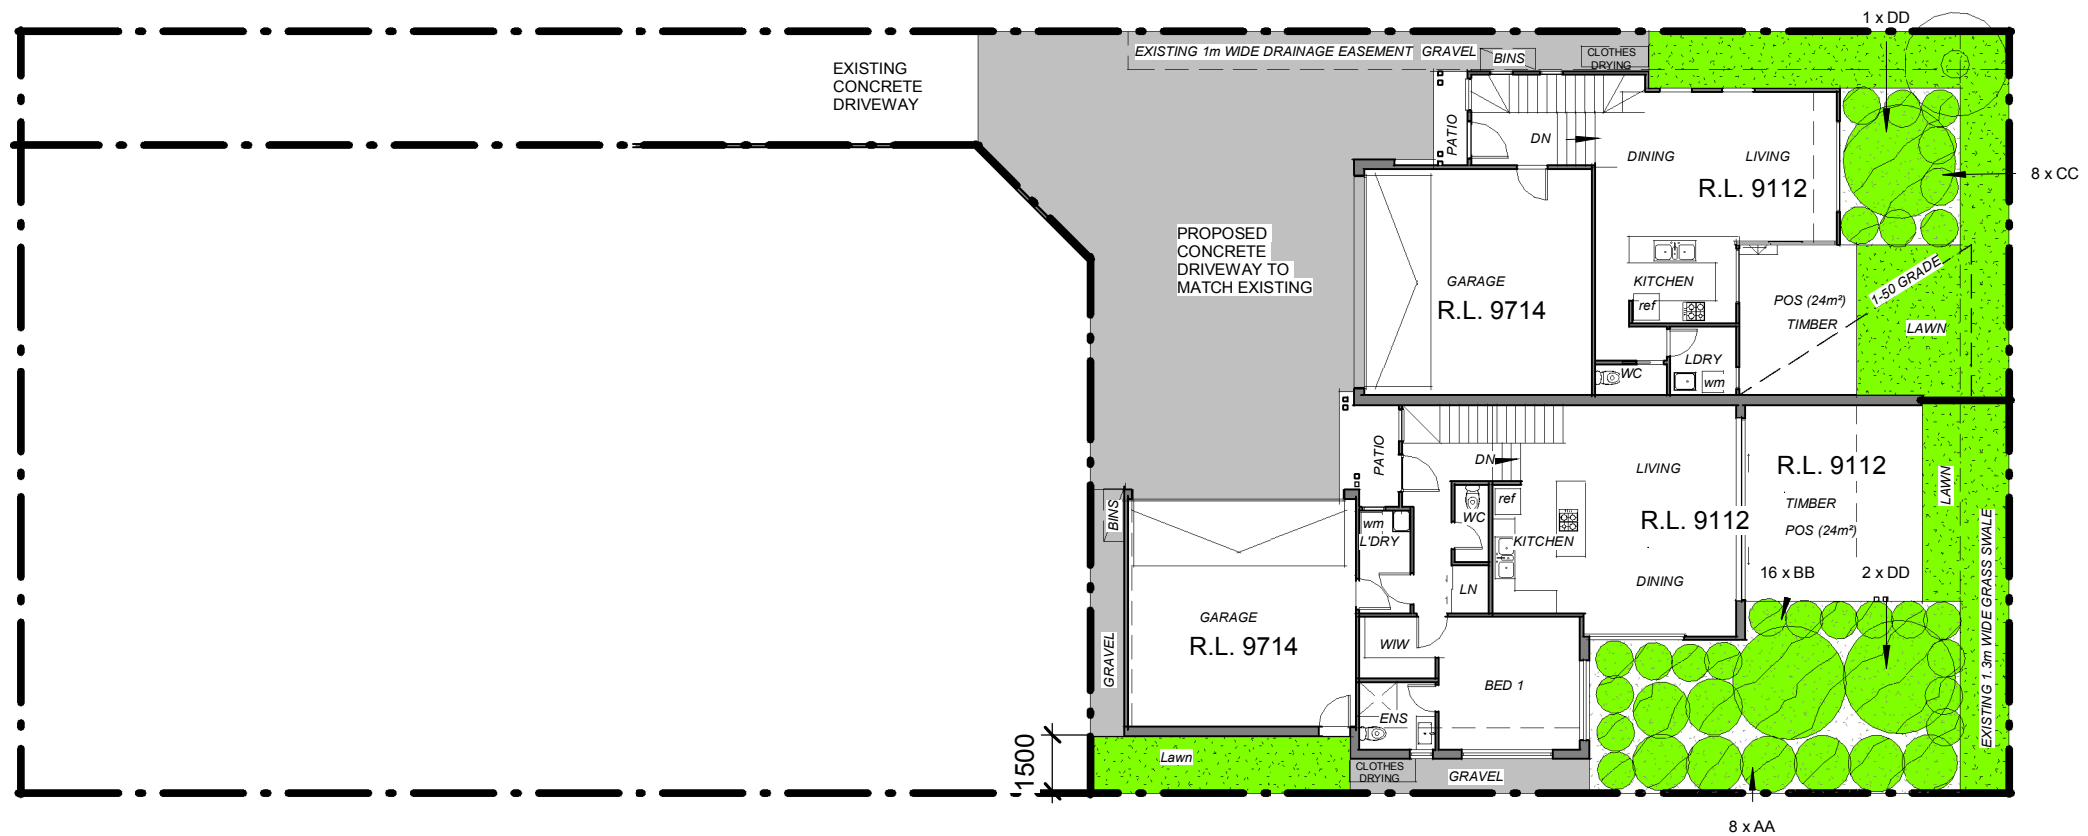 1 x DD
EXISTING 1m WIDE DRAINAGE EASEMENT
GRAVEL
BINS
CLOTHES
DRYING
EXISTING
CONCRETE
DRIVEWAY
PATIO
DN
DINING
LIVING
R.L. 9112
8 x CC
PROPOSED
CONCRETE
DRIVEWAY TO
MATCH EXISTING
GARAGE
R.L. 9714
KITCHEN
ref
POS (24m²)
TIMBER
1-50 GRADE
LAWN
LDRY
WC
wm
PATIO
DN
LIVING
R.L. 9112
TIMBER
POS (24m²)
LAWN
ref
R.L. 9112
BINS
wm
L'DRY
WC
KITCHEN
EXISTING 1.3m WIDE GRASS SWALE
DINING
16 x BB
2 x DD
LN
GARAGE
R.L. 9714
GRAVEL
WIW
BED 1
ENS
1500
Lawn
CLOTHES
DRYING
GRAVEL
8 x AA